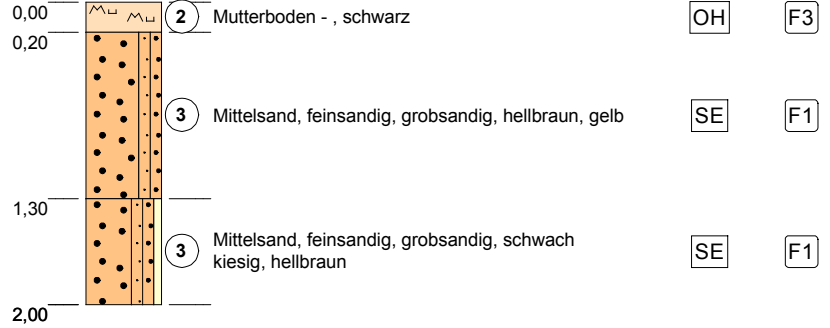 0,00
2 Mutterboden - , schwarz OH F3
0,20
3 Mittelsand, feinsandig, grobsandig, hellbraun, gelb SE F1
1,30
3 Mittelsand, feinsandig, grobsandig, schwach
kiesig, hellbraun SE F1
2,00